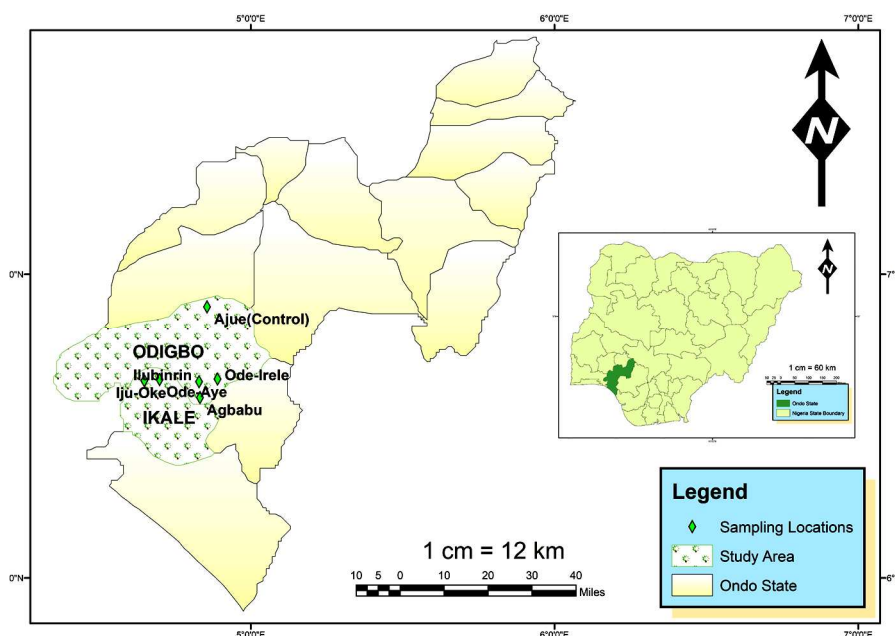 5°0'0"E
6°0'0"E
7°0'0"E
N
0°N
Ajue(Control)
ODIGBO
Ilubinrin
Ode-Irele
Iju-Oke
Ode-Aye
Agbabu
IKALE
0°N
6°
5°0'0"E
6°0'0"E
7°0'0"E
1 cm = 12 km
10 5 0 10 20 30 40
Miles
N
1 cm = 60 km
Legend
Ondo State
Nigeria State Boundary
Legend
Sampling Locations
Study Area
Ondo State